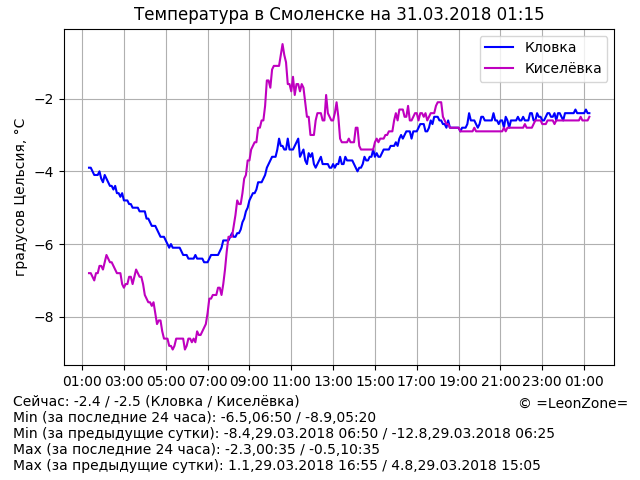 Температура в Смоленске на 31.03.2018 01:15
Кловка
Киселёвка
градусов Цельсия, °C
−2
−4
−6
−8
01:00 03:00 05:00 07:00 09:00 11:00 13:00 15:00 17:00 19:00 21:00 23:00 01:00
Сейчас: -2.4 / -2.5 (Кловка / Киселёвка)
© =LeonZone=
Min (за последние 24 часа): -6.5,06:50 / -8.9,05:20
Min (за предыдущие сутки): -8.4,29.03.2018 06:50 / -12.8,29.03.2018 06:25
Max (за последние 24 часа): -2.3,00:35 / -0.5,10:35
Max (за предыдущие сутки): 1.1,29.03.2018 16:55 / 4.8,29.03.2018 15:05